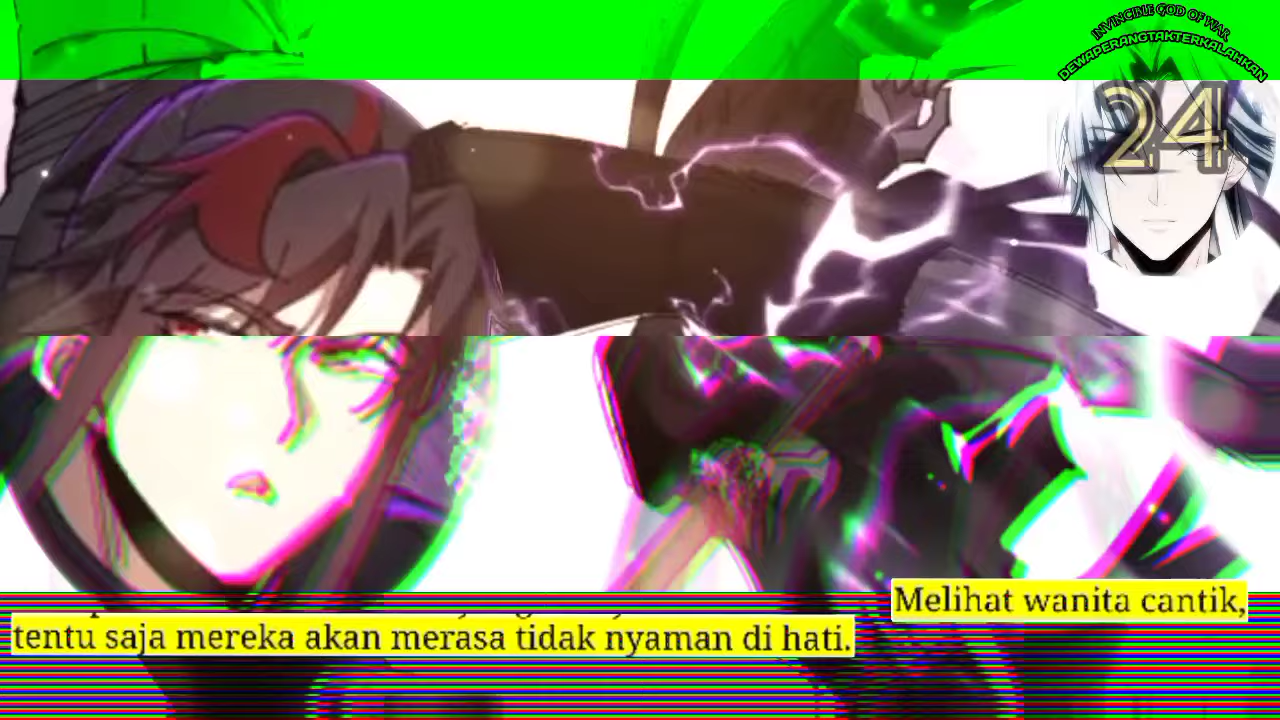 INVINCIBLE GOD OF WAR
DEWAPERANGTAKTERKALAHKAN
24
Melihat wanita cantik,
tentu saja mereka akan merasa tidak nyaman di hati.